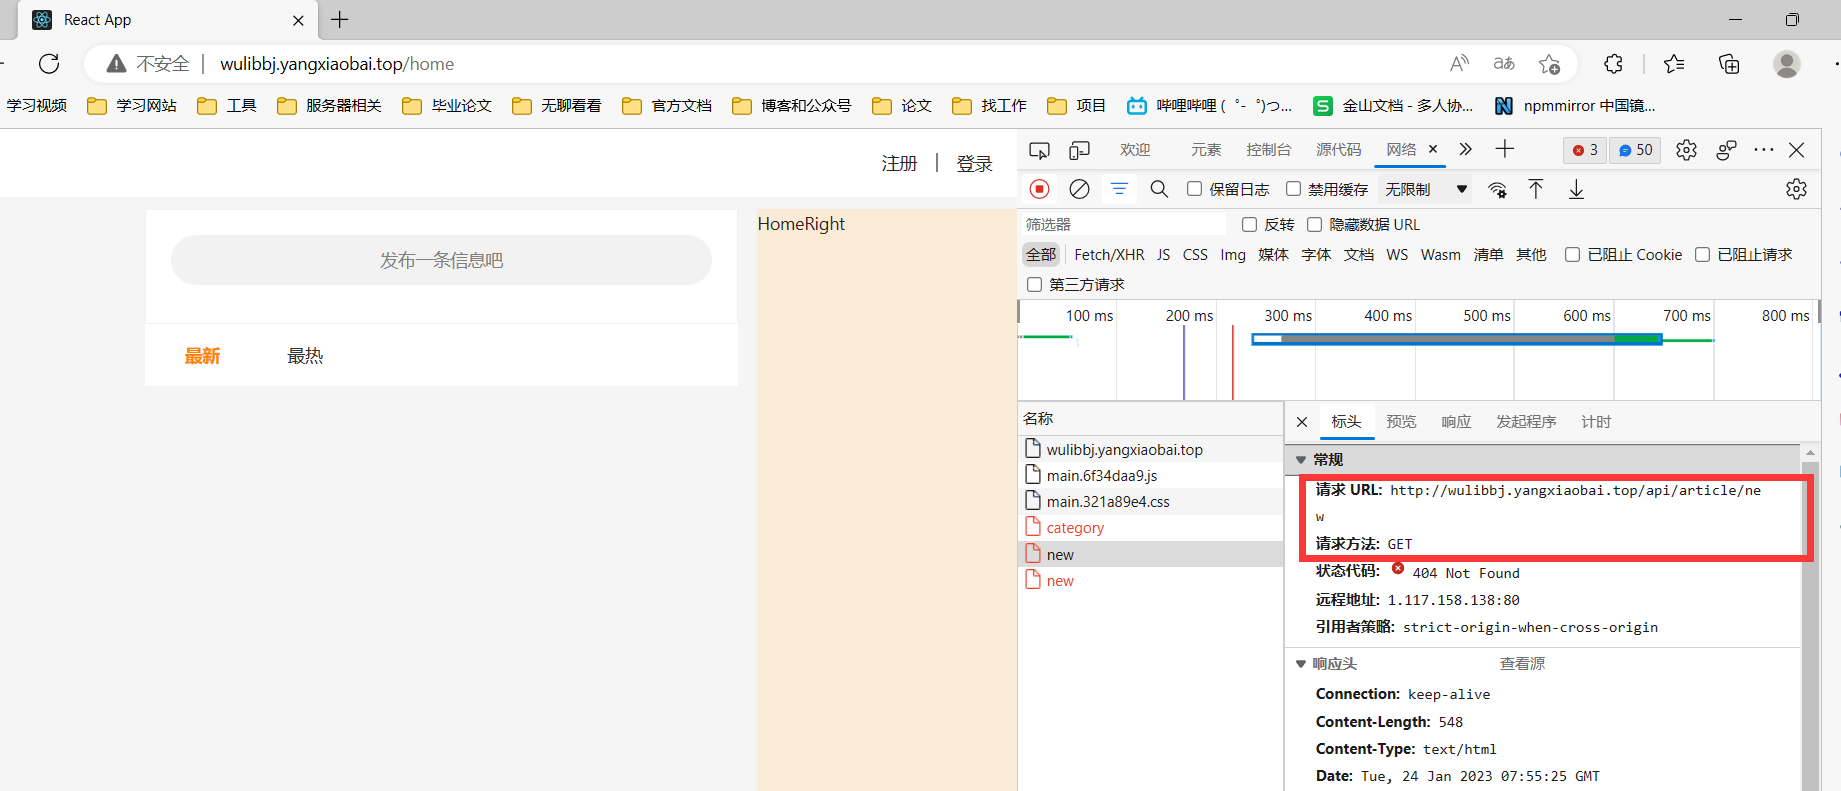 React App
不安全 | wulibbj.yangxiaobai.top/home
学习视频 学习网站 工具 服务器相关 毕业论文 无聊看看 官方文档 博客和公众号 论文 找工作 项目 哔哩哔哩 (゜-゜)つ... 金山文档 - 多人协... npmmirror 中国镜...
注册 | 登录
发布一条信息吧
最新 最热
HomeRight
欢迎 元素 控制台 源代码 网络 3 50
保留日志 禁用缓存 无限制
筛选器 反转 隐藏数据 URL
全部 Fetch/XHR JS CSS Img 媒体 字体 文档 WS Wasm 清单 其他 已阻止 Cookie 已阻止请求
第三方请求
100 ms 200 ms 300 ms 400 ms 500 ms 600 ms 700 ms 800 ms
名称
wulibbj.yangxiaobai.top
main.6f34daa9.js
main.321a89e4.css
category
new
new
标头 预览 响应 发起程序 计时
常规
请求 URL: http://wulibbj.yangxiaobai.top/api/article/ne
w
请求方法: GET
状态代码: 404 Not Found
远程地址: 1.117.158.138:80
引用者策略: strict-origin-when-cross-origin
响应头 查看源
Connection: keep-alive
Content-Length: 548
Content-Type: text/html
Date: Tue, 24 Jan 2023 07:55:25 GMT